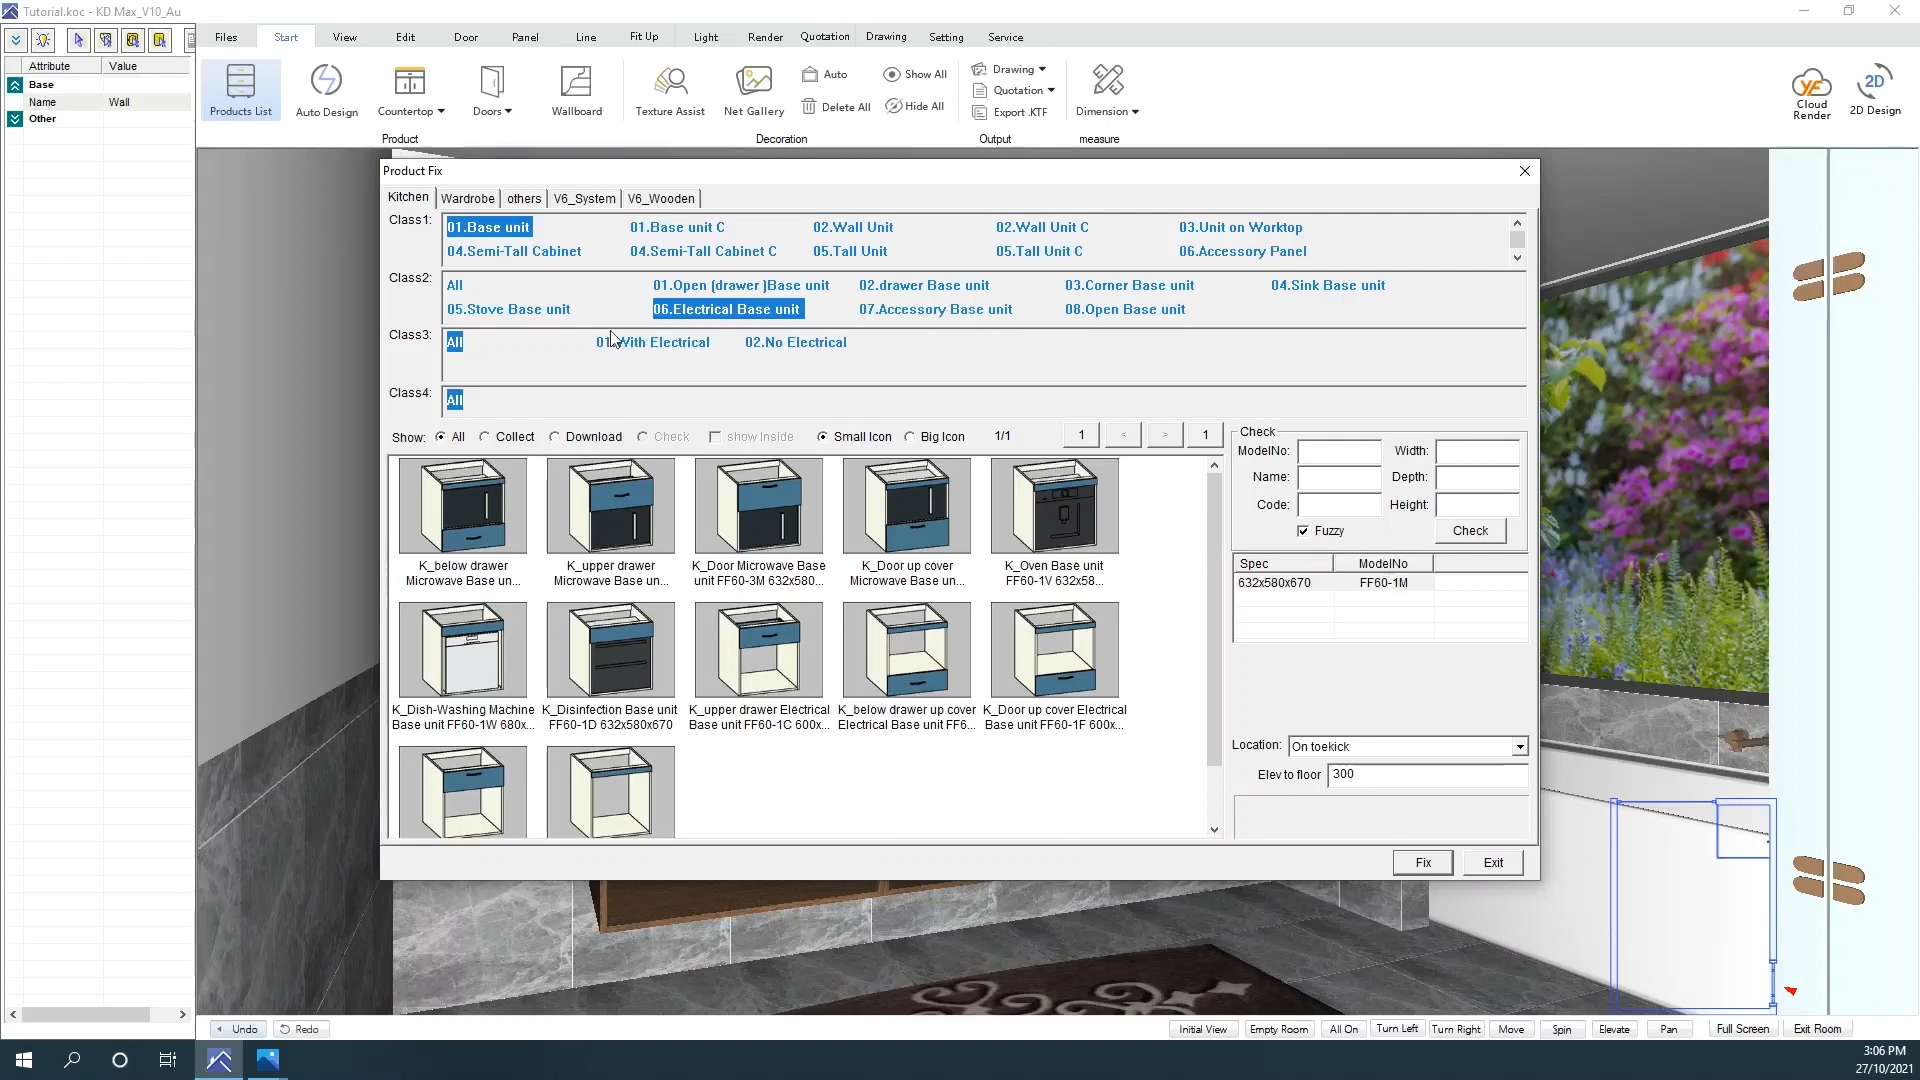 Tutorial.koc - KD Max_V10_Au
Files Start View Edit Door Panel Line Fit Up Light Render Quotation Drawing Setting Service
Attribute Value
Base
Name Wall
Other
Products List
Auto Design
Countertop
Doors
Wallboard
Product
Texture Assist
Net Gallery
Auto
Show All
Delete All
Hide All
Decoration
Drawing
Quotation
Export .KTF
Output
Dimension
measure
Cloud
Render
2D
2D Design
Product Fix
Kitchen Wardrobe others V6_System V6_Wooden
Class1:
01.Base unit 01.Base unit C 02.Wall Unit 02.Wall Unit C 03.Unit on Worktop
04.Semi-Tall Cabinet 04.Semi-Tall Cabinet C 05.Tall Unit 05.Tall Unit C 06.Accessory Panel
Class2:
All 01.Open (drawer )Base unit 02.drawer Base unit 03.Corner Base unit 04.Sink Base unit
05.Stove Base unit 06.Electrical Base unit 07.Accessory Base unit 08.Open Base unit
Class3:
All 01.With Electrical 02.No Electrical
Class4:
All
Show: All Collect Download Check show Inside Small Icon Big Icon 1/1 1 < > 1
K_below drawer
Microwave Base un...
K_upper drawer
Microwave Base un...
K_Door Microwave Base
unit FF60-3M 632x580...
K_Door up cover
Microwave Base un...
K_Oven Base unit
FF60-1V 632x58...
K_Dish-Washing Machine
Base unit FF60-1W 680x...
K_Disinfection Base unit
FF60-1D 632x580x670
K_upper drawer Electrical
Base unit FF60-1C 600x...
K_below drawer up cover
Electrical Base unit FF6...
K_Door up cover Electrical
Base unit FF60-1F 600x...
Check
ModelNo: Width:
Name: Depth:
Code: Height:
Fuzzy Check
Spec ModelNo
632x580x670 FF60-1M
Location: On toekick
Elev to floor 300
Fix Exit
Undo Redo
Initial View Empty Room All On Turn Left Turn Right Move Spin Elevate Pan Full Screen Exit Room
3:06 PM
27/10/2021